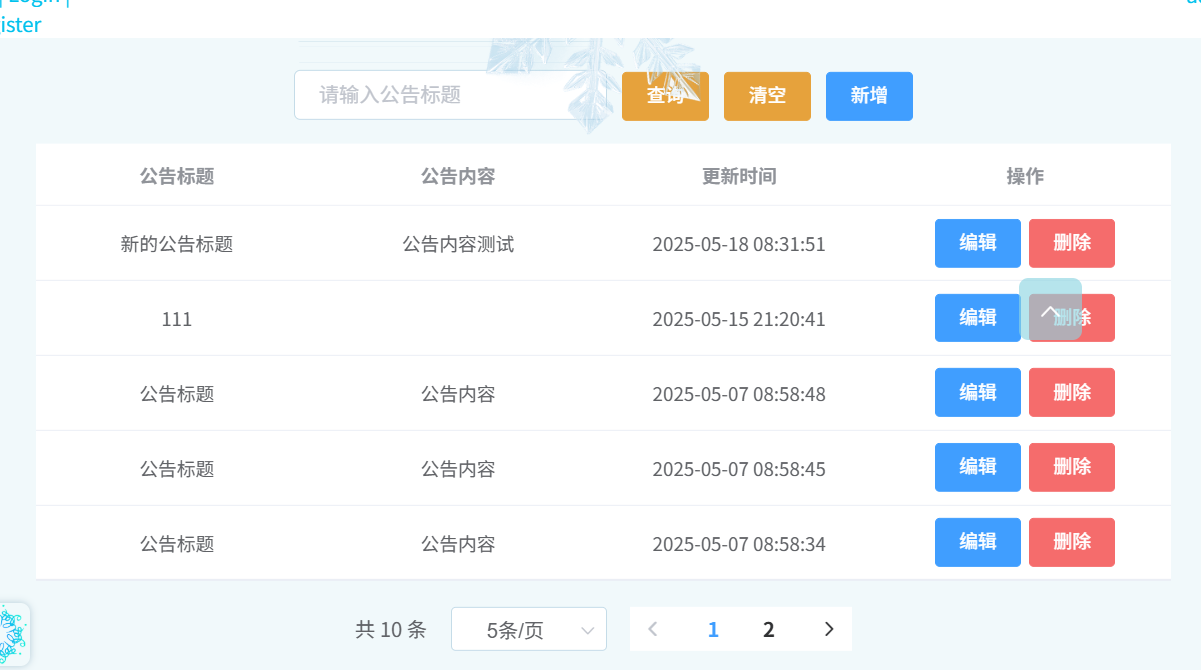 | Login |
ister
请输入公告标题 查询 清空 新增
公告标题 公告内容 更新时间 操作
新的公告标题 公告内容测试 2025-05-18 08:31:51 编辑 删除
111 2025-05-15 21:20:41 编辑 删除
公告标题 公告内容 2025-05-07 08:58:48 编辑 删除
公告标题 公告内容 2025-05-07 08:58:45 编辑 删除
公告标题 公告内容 2025-05-07 08:58:34 编辑 删除
共 10 条 5条/页 1 2